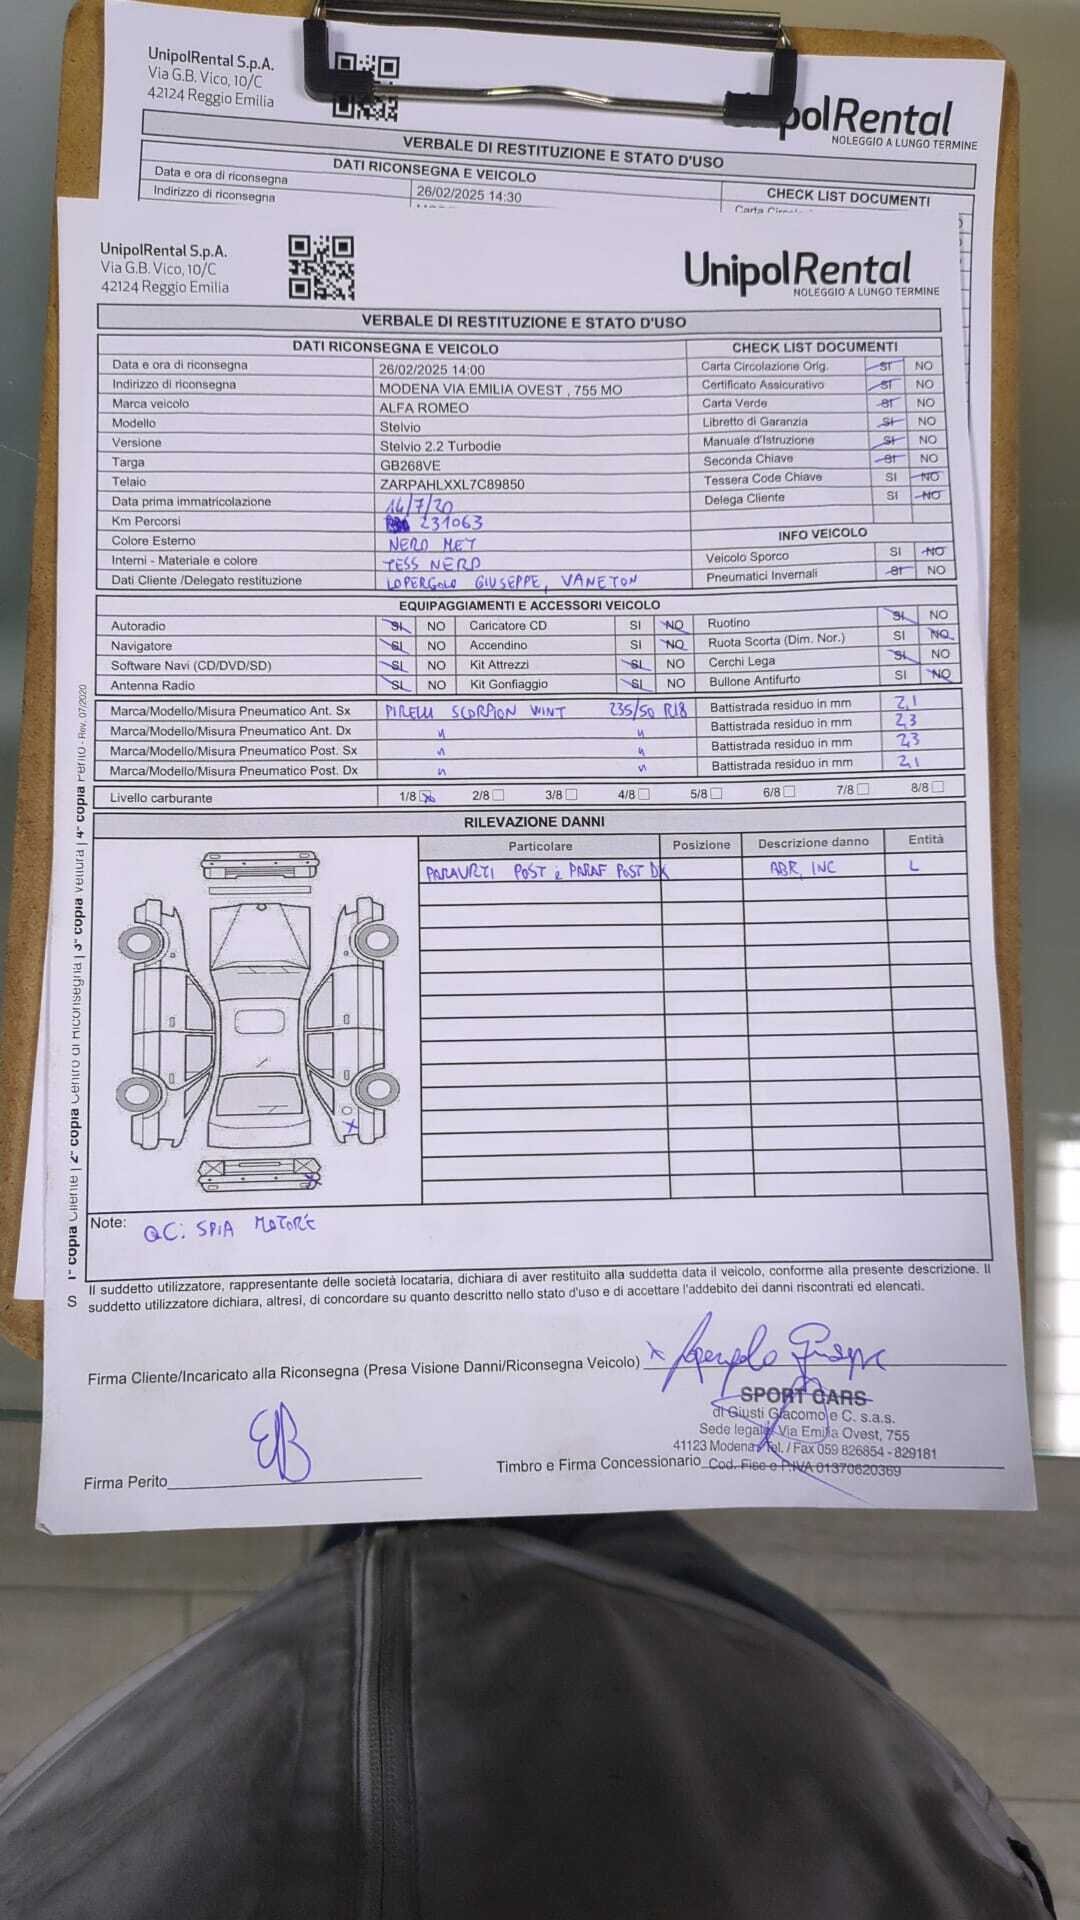 UnipolRental S.p.A.
Via G.B. Vico, 10/C
42124 Reggio Emilia
polRental
NOLEGGIO A LUNGO TERMINE
VERBALE DI RESTITUZIONE E STATO D'USO
DATI RICONSEGNA E VEICOLO
CHECK LIST DOCUMENTI
Data e ora di riconsegna 26/02/2025 14:30
Indirizzo di riconsegna
UnipolRental S.p.A.
Via G.B. Vico, 10/C
42124 Reggio Emilia
UnipolRental
NOLEGGIO A LUNGO TERMINE
VERBALE DI RESTITUZIONE E STATO D'USO
DATI RICONSEGNA E VEICOLO CHECK LIST DOCUMENTI
Data e ora di riconsegna 26/02/2025 14:00 Carta Circolazione Orig. SI NO
Indirizzo di riconsegna MODENA VIA EMILIA OVEST , 755 MO Certificato Assicurativo SI NO
Marca veicolo ALFA ROMEO Carta Verde SI NO
Modello Stelvio Libretto di Garanzia SI NO
Versione Stelvio 2.2 Turbodie Manuale d'Istruzione SI NO
Targa GB268VE Seconda Chiave SI NO
Telaio ZARPAHLXXL7C89850 Tessera Code Chiave SI NO
Data prima immatricolazione 14/7/20 Delega Cliente SI NO
Km Percorsi 231063
Colore Esterno NERO MET INFO VEICOLO
Interni - Materiale e colore TESS NERO Veicolo Sporco SI NO
Dati Cliente /Delegato restituzione LOPERGOLO GIUSEPPE, VANETON Pneumatici Invernali SI NO
EQUIPAGGIAMENTI E ACCESSORI VEICOLO
Autoradio SI NO Caricatore CD SI NO Ruotino SI NO
Navigatore SI NO Accendino SI NO Ruota Scorta (Dim. Nor.) SI NO
Software Navi (CD/DVD/SD) SI NO Kit Attrezzi SI NO Cerchi Lega SI NO
Antenna Radio SI NO Kit Gonfiaggio SI NO Bullone Antifurto SI NO
Marca/Modello/Misura Pneumatico Ant. Sx PIRELLI SCORPION WINT 235/50 R18 Battistrada residuo in mm 2,1
Marca/Modello/Misura Pneumatico Ant. Dx " " Battistrada residuo in mm 2,3
Marca/Modello/Misura Pneumatico Post. Sx " " Battistrada residuo in mm 2,3
Marca/Modello/Misura Pneumatico Post. Dx " " Battistrada residuo in mm 2,1
Livello carburante 1/8 2/8 3/8 4/8 5/8 6/8 7/8 8/8
RILEVAZIONE DANNI
Particolare Posizione Descrizione danno Entità
PARAURTI POST e PARAF POST DX ABR, INC L
Note: QC: SPIA MOTORE
Il suddetto utilizzatore, rappresentante delle società locataria, dichiara di aver restituito alla suddetta data il veicolo, conforme alla presente descrizione. Il
suddetto utilizzatore dichiara, altresì, di concordare su quanto descritto nello stato d'uso e di accettare l'addebito dei danni riscontrati ed elencati.
Firma Cliente/Incaricato alla Riconsegna (Presa Visione Danni/Riconsegna Veicolo)
SPORT CARS
di Giusti Giacomo e C. s.a.s.
Sede legale: Via Emilia Ovest, 755
41123 Modena Tel. / Fax 059 826854 - 829181
Cod. Fisc e P.IVA 01370620369
Firma Perito
Timbro e Firma Concessionario
S 1ª copia Cliente | 2ª copia Centro di Riconsegna | 3ª copia Vettura | 4ª copia Perito - Rev. 07/2020